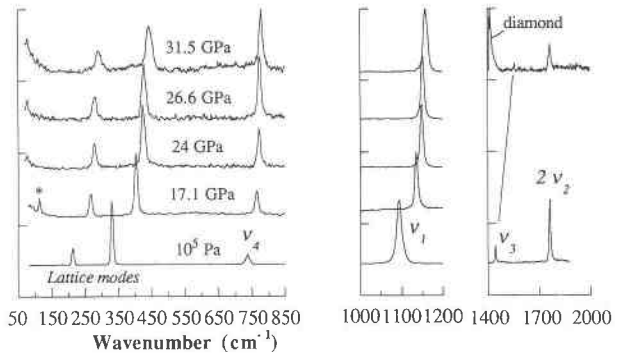 diamond
31.5 GPa
26.6 GPa
24 GPa
*
17.1 GPa
2 ν2
10⁵ Pa
ν4
ν1
ν3
Lattice modes
50 150 250 350 450 550 650 750 850
1000 1100 1200
1400 1700 2000
Wavenumber (cm⁻¹)